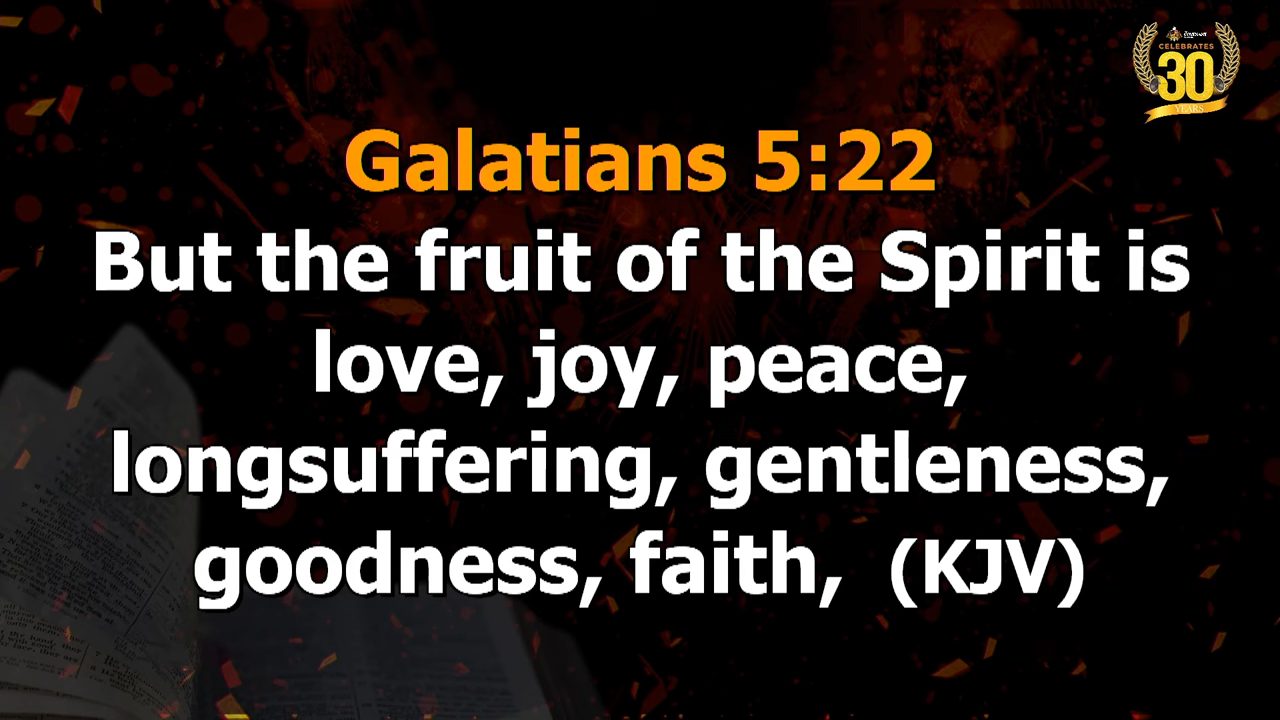 CELEBRATES
30
YEARS
Galatians 5:22
But the fruit of the Spirit is
love, joy, peace,
longsuffering, gentleness,
goodness, faith, (KJV)